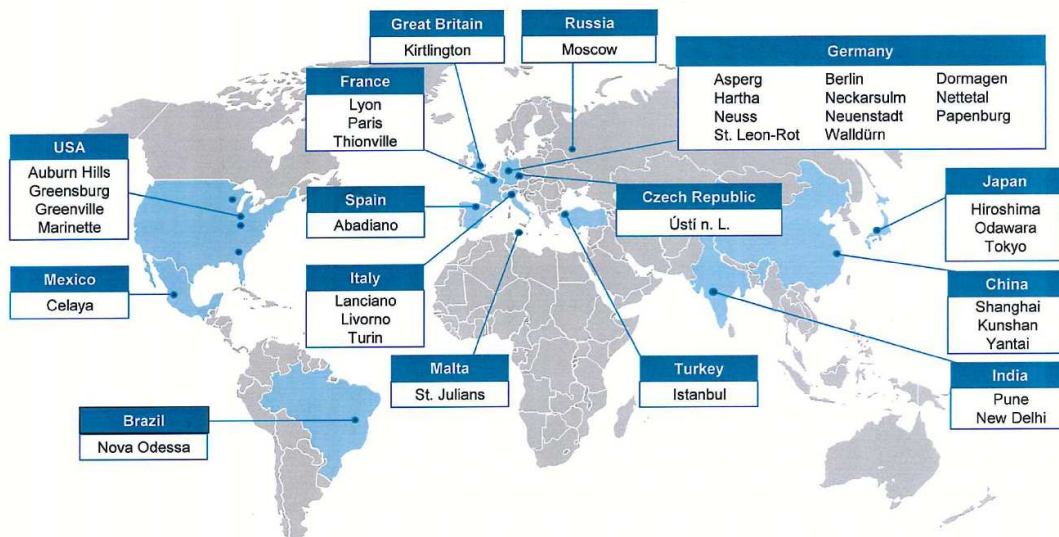 Great Britain
Kirtlington
Russia
Moscow
Germany
Asperg Berlin Dormagen
Hartha Neckarsulm Nettetal
Neuss Neuenstadt Papenburg
St. Leon-Rot Walldürn
France
Lyon
Paris
Thionville
USA
Auburn Hills
Greensburg
Greenville
Marinette
Spain
Abadiano
Czech Republic
Ústí n. L.
Japan
Hiroshima
Odawara
Tokyo
Mexico
Celaya
Italy
Lanciano
Livorno
Turin
China
Shanghai
Kunshan
Yantai
Malta
St. Julians
Turkey
Istanbul
India
Pune
New Delhi
Brazil
Nova Odessa